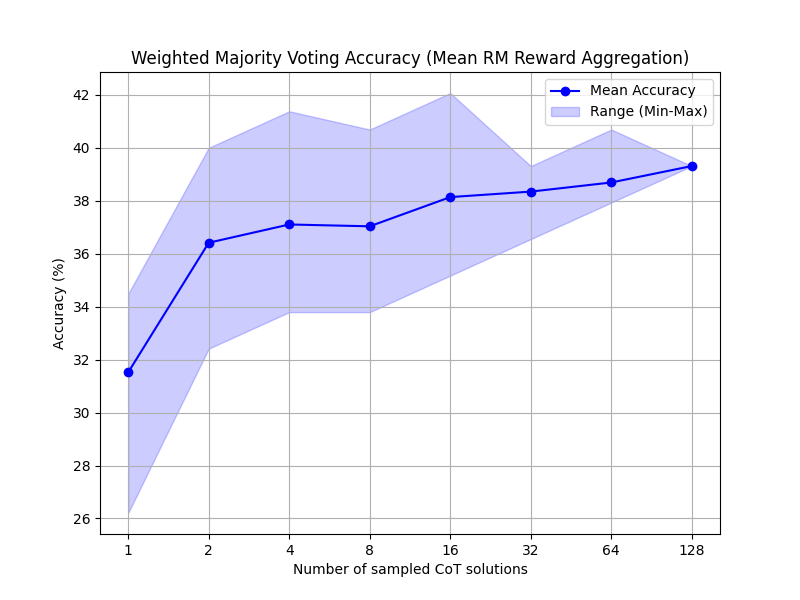 Weighted Majority Voting Accuracy (Mean RM Reward Aggregation)
Mean Accuracy
Range (Min-Max)
Accuracy (%)
42
40
38
36
34
32
30
28
26
1 2 4 8 16 32 64 128
Number of sampled CoT solutions